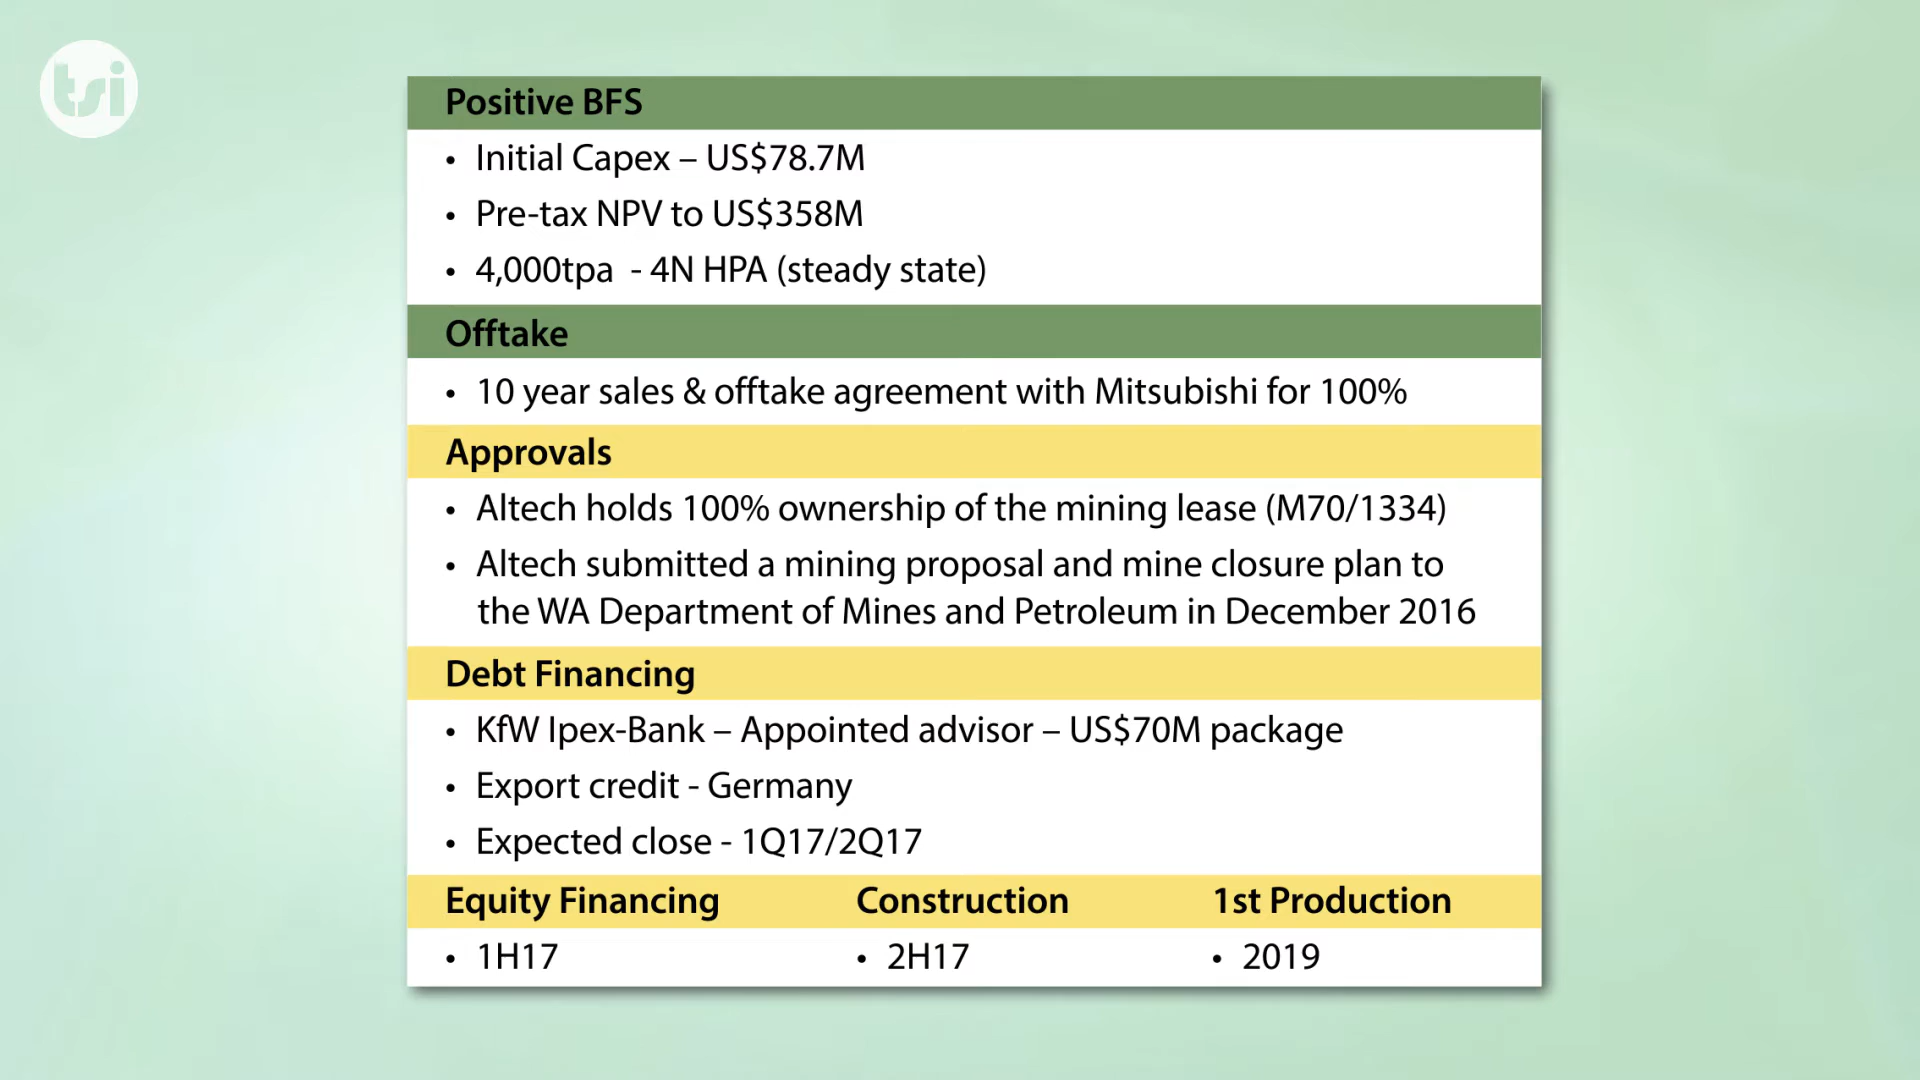 tsi
Positive BFS
• Initial Capex – US$78.7M
• Pre-tax NPV to US$358M
• 4,000tpa - 4N HPA (steady state)
Offtake
• 10 year sales & offtake agreement with Mitsubishi for 100%
Approvals
• Altech holds 100% ownership of the mining lease (M70/1334)
• Altech submitted a mining proposal and mine closure plan to
the WA Department of Mines and Petroleum in December 2016
Debt Financing
• KfW Ipex-Bank – Appointed advisor – US$70M package
• Export credit - Germany
• Expected close - 1Q17/2Q17
Equity Financing Construction 1st Production
• 1H17 • 2H17 • 2019